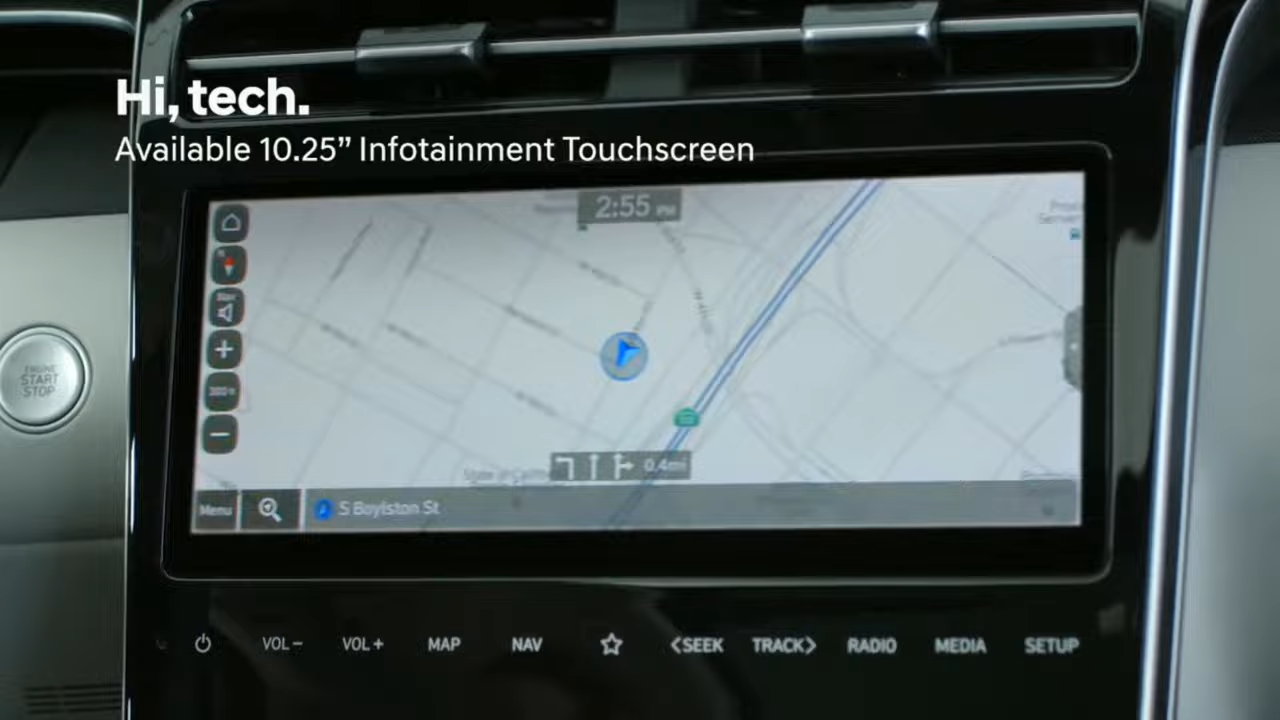 Hi, tech.
Available 10.25” Infotainment Touchscreen
2:55 PM
ENGINE
START
STOP
0.4mi
Menu
S Boylston St
VOL−
VOL+
MAP
NAV
<SEEK
TRACK>
RADIO
MEDIA
SETUP